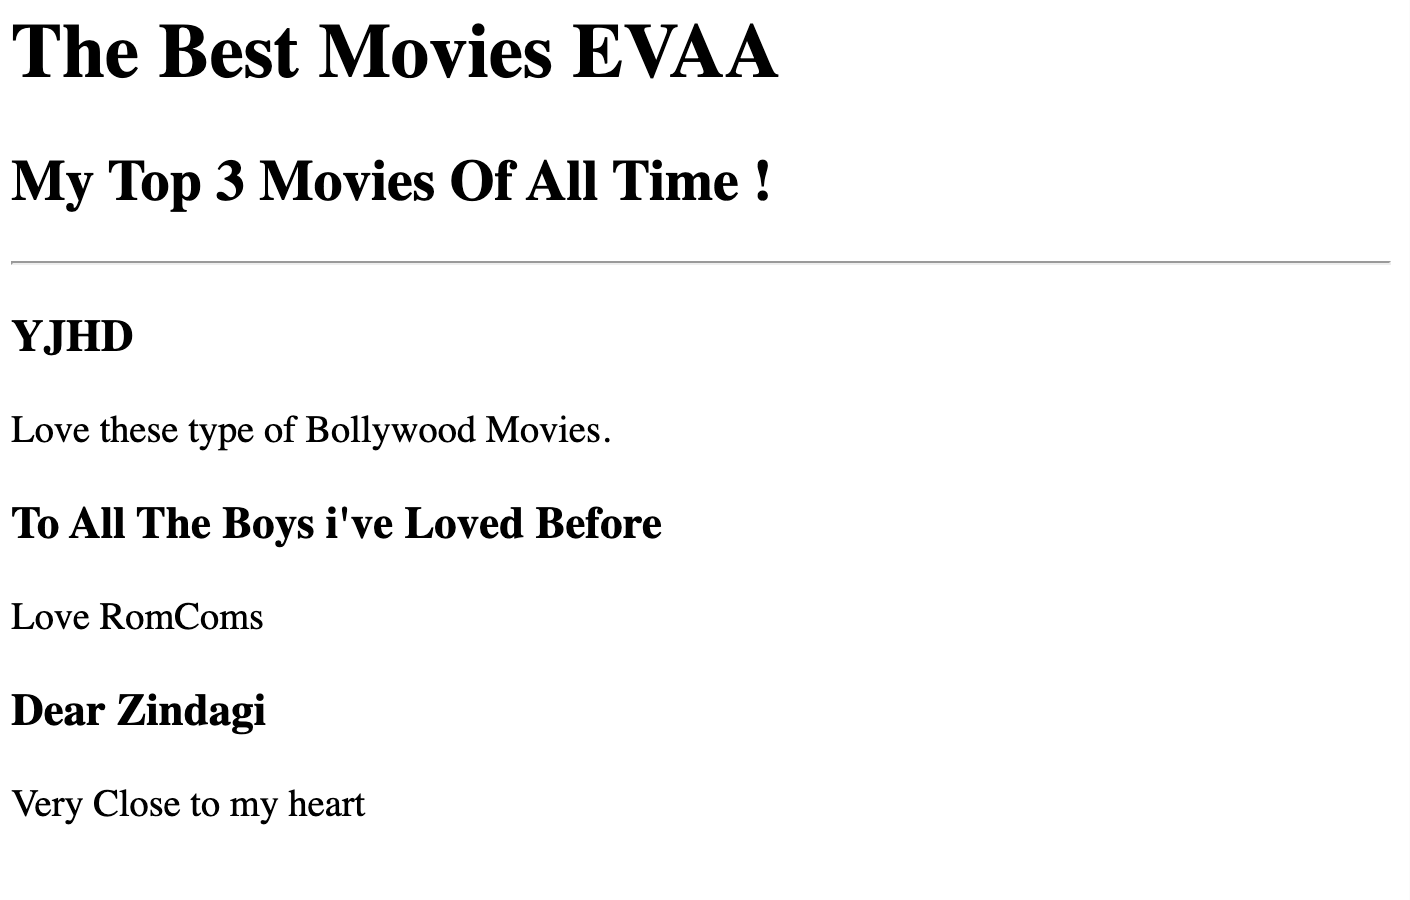 The Best Movies EVAA
My Top 3 Movies Of All Time !
YJHD
Love these type of Bollywood Movies.
To All The Boys i've Loved Before
Love RomComs
Dear Zindagi
Very Close to my heart